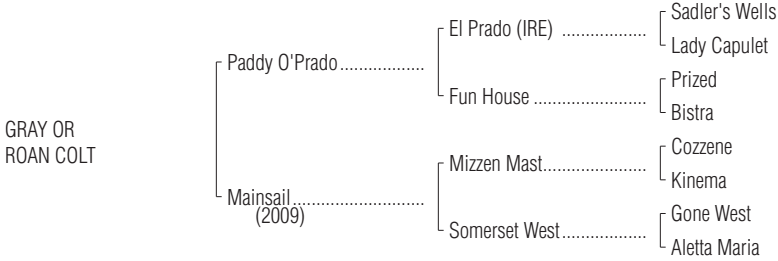 GRAY OR
ROAN COLT
Paddy O'Prado..................
Mainsail............................
(2009)
El Prado (IRE) ..................
Fun House ........................
Mizzen Mast......................
Somerset West..................
Sadler's Wells
Lady Capulet
Prized
Bistra
Cozzene
Kinema
Gone West
Aletta Maria